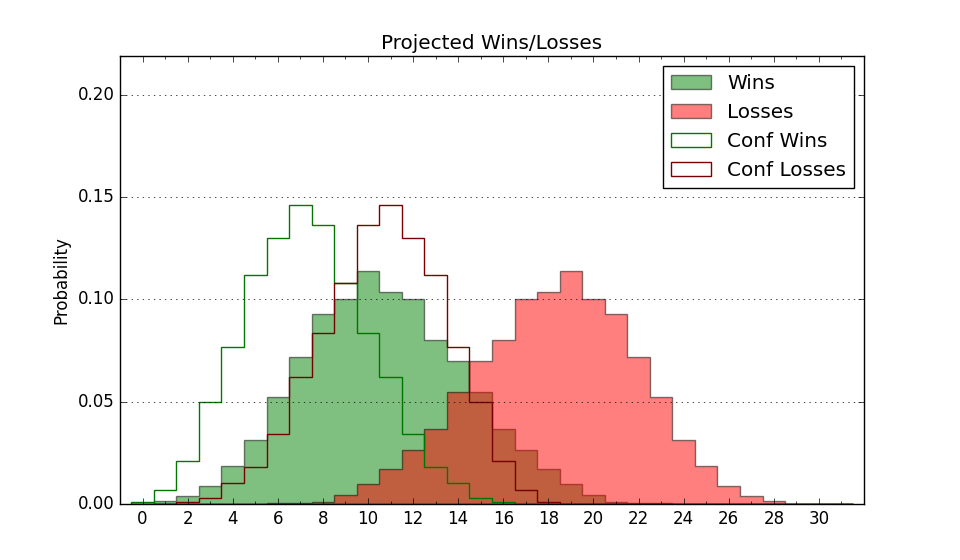 Projected Wins/Losses
Wins
Losses
Conf Wins
Conf Losses
Probability
0.20
0.15
0.10
0.05
0.00
0 2 4 6 8 10 12 14 16 18 20 22 24 26 28 30